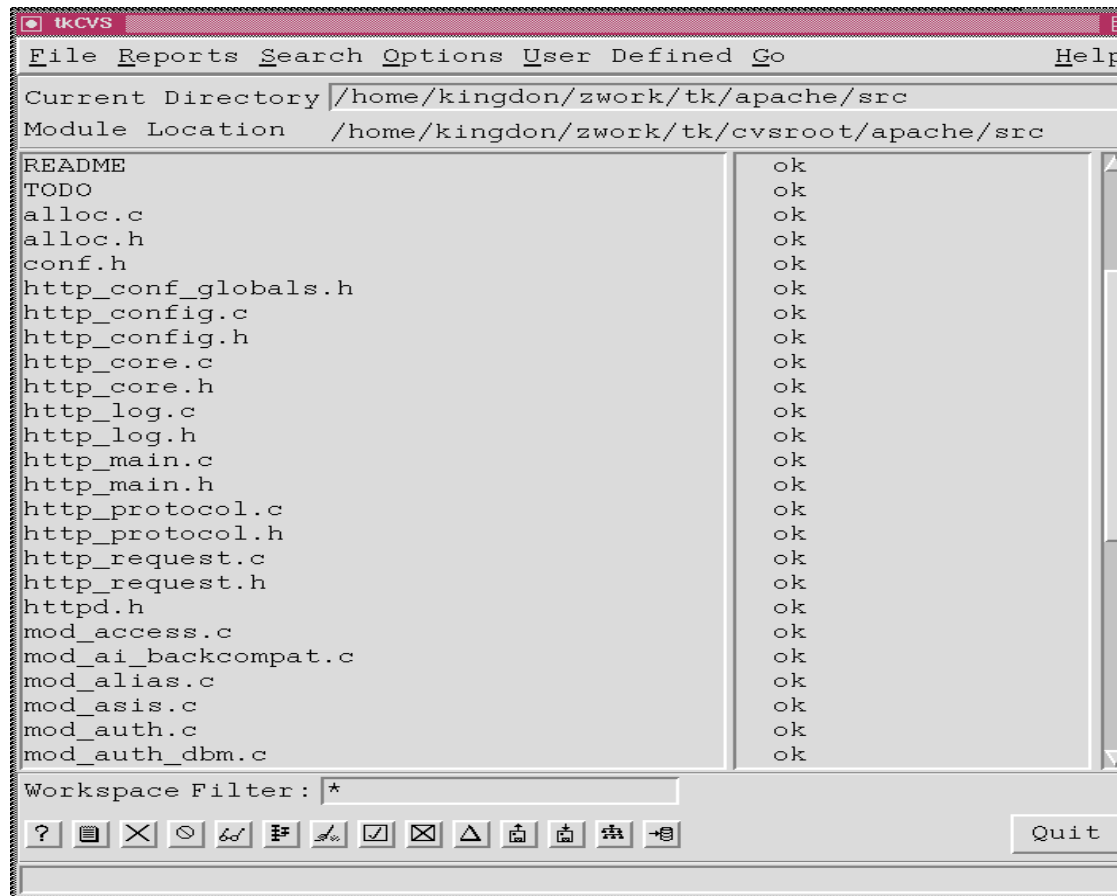 tkCVS
File Reports Search Options User Defined Go Help
Current Directory /home/kingdon/zwork/tk/apache/src
Module Location /home/kingdon/zwork/tk/cvsroot/apache/src
README ok
TODO ok
alloc.c ok
alloc.h ok
conf.h ok
http_conf_globals.h ok
http_config.c ok
http_config.h ok
http_core.c ok
http_core.h ok
http_log.c ok
http_log.h ok
http_main.c ok
http_main.h ok
http_protocol.c ok
http_protocol.h ok
http_request.c ok
http_request.h ok
httpd.h ok
mod_access.c ok
mod_ai_backcompat.c ok
mod_alias.c ok
mod_asis.c ok
mod_auth.c ok
mod_auth_dbm.c ok
Workspace Filter: *
? Quit